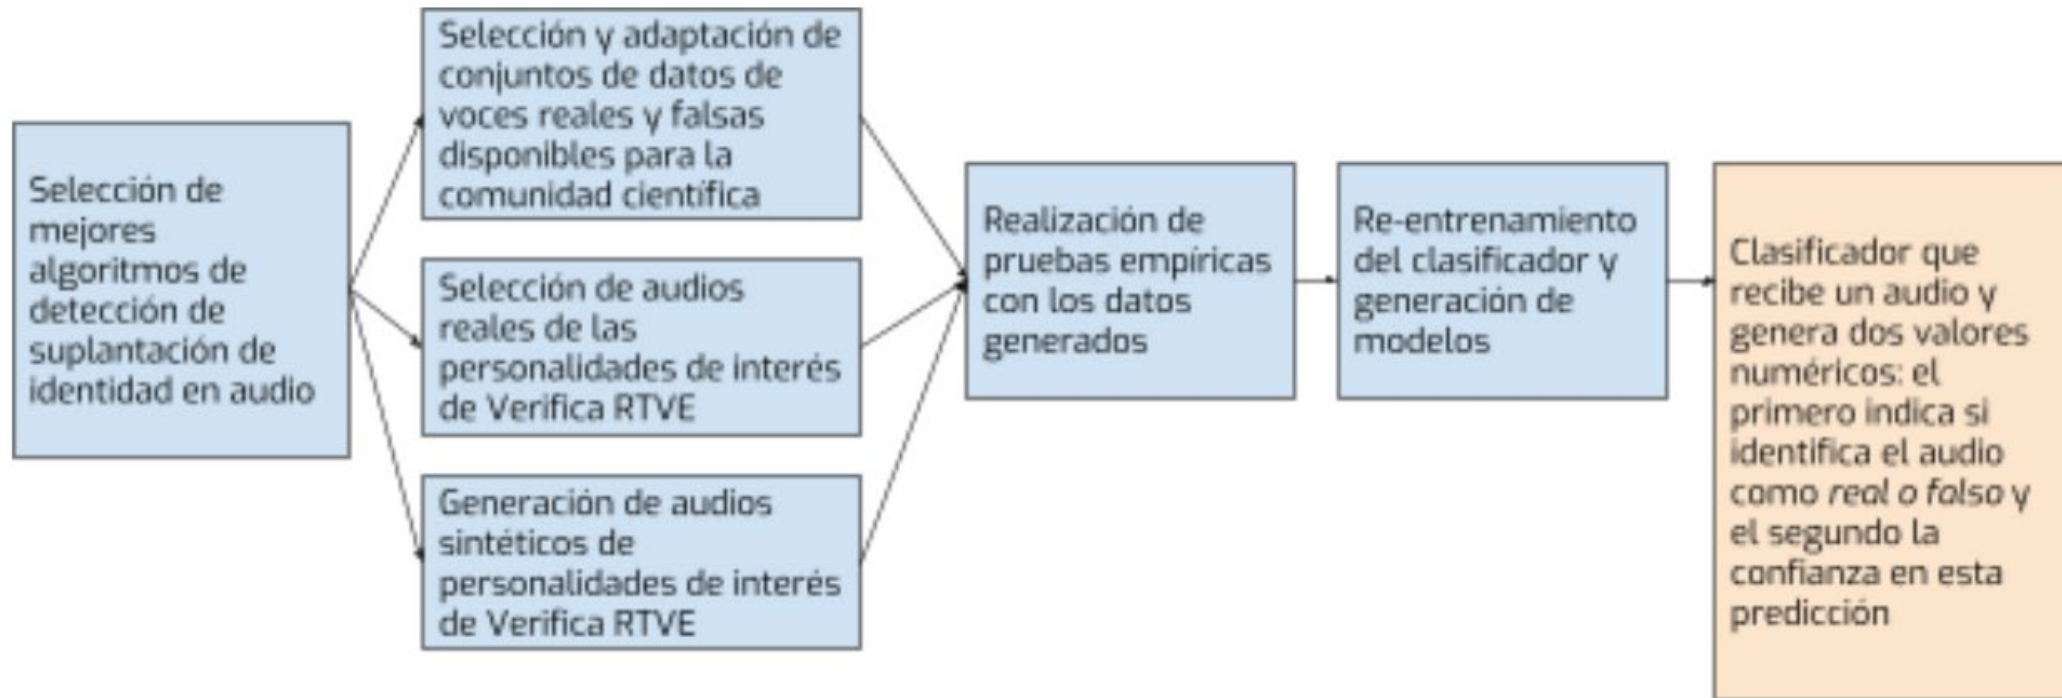 Selección de
mejores
algoritmos de
detección de
suplantación de
identidad en audio
Selección y adaptación de
conjuntos de datos de
voces reales y falsas
disponibles para la
comunidad científica
Selección de audios
reales de las
personalidades de interés
de Verifica RTVE
Generación de audios
sintéticos de
personalidades de interés
de Verifica RTVE
Realización de
pruebas empíricas
con los datos
generados
Re-entrenamiento
del clasificador y
generación de
modelos
Clasificador que
recibe un audio y
genera dos valores
numéricos: el
primero indica si
identifica el audio
como real o falso y
el segundo la
confianza en esta
predicción